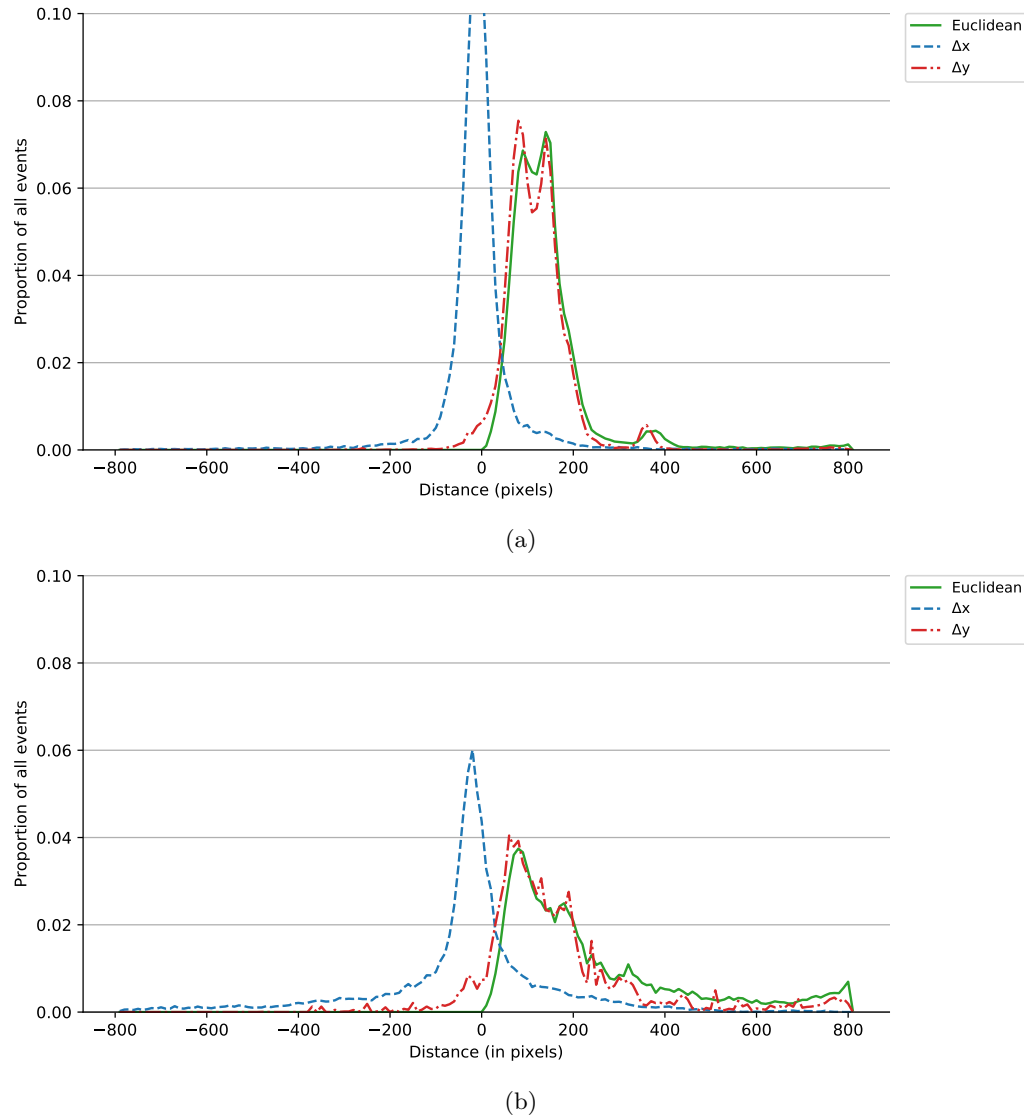 0.10
0.08
0.06
0.04
0.02
0.00
Proportion of all events
−800 −600 −400 −200 0 200 400 600 800
Distance (pixels)
Euclidean
Δx
Δy
(a)
0.10
0.08
0.06
0.04
0.02
0.00
Proportion of all events
−800 −600 −400 −200 0 200 400 600 800
Distance (in pixels)
Euclidean
Δx
Δy
(b)